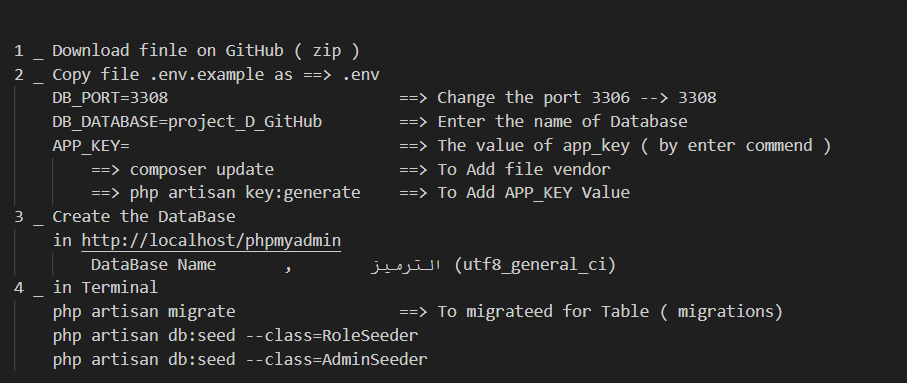 1 _ Download finle on GitHub ( zip )
2 _ Copy file .env.example as ==> .env
DB_PORT=3308 ==> Change the port 3306 --> 3308
DB_DATABASE=project_D_GitHub ==> Enter the name of Database
APP_KEY= ==> The value of app_key ( by enter commend )
==> composer update ==> To Add file vendor
==> php artisan key:generate ==> To Add APP_KEY Value
3 _ Create the DataBase
in http://localhost/phpmyadmin
DataBase Name , الترميز (utf8_general_ci)
4 _ in Terminal
php artisan migrate ==> To migrateed for Table ( migrations)
php artisan db:seed --class=RoleSeeder
php artisan db:seed --class=AdminSeeder